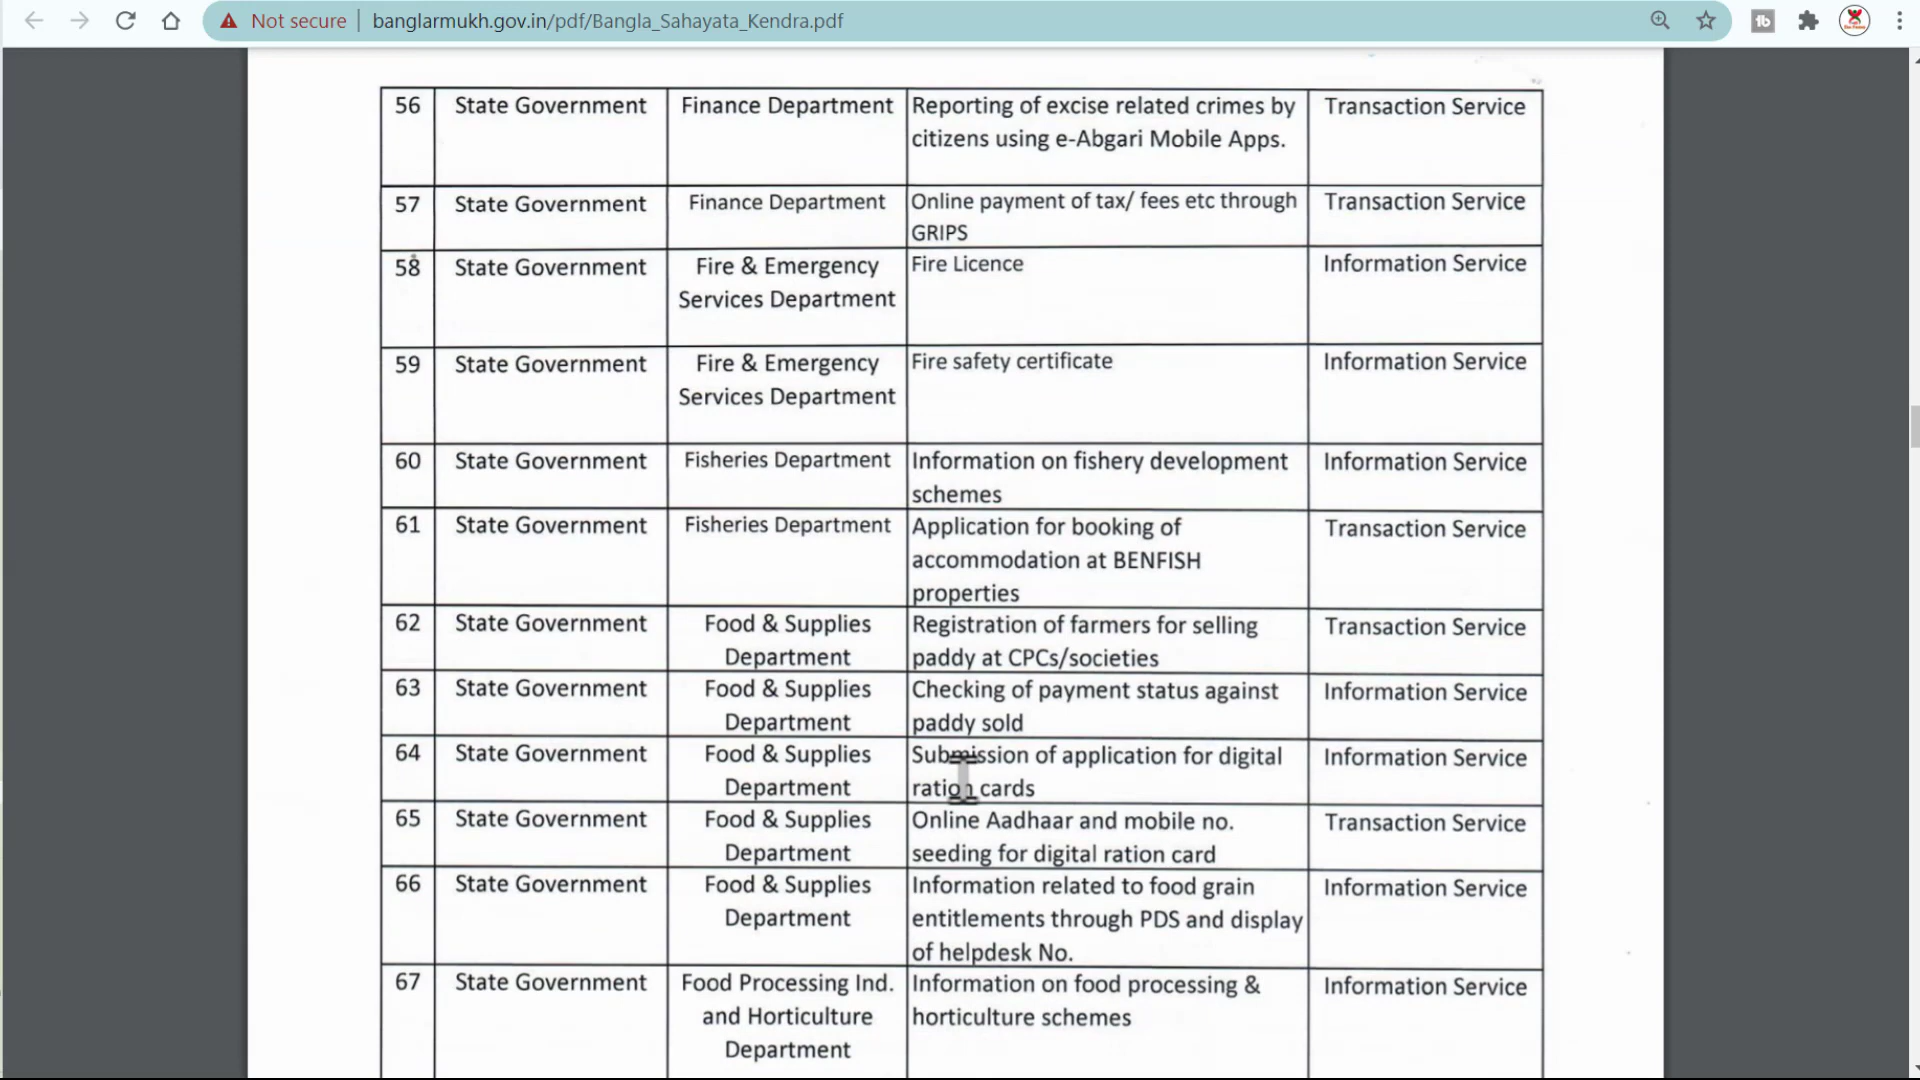 Not secure | banglarmukh.gov.in/pdf/Bangla_Sahayata_Kendra.pdf
56 State Government Finance Department Reporting of excise related crimes by Transaction Service
citizens using e-Abgari Mobile Apps.
57 State Government Finance Department Online payment of tax/ fees etc through Transaction Service
GRIPS
58 State Government Fire & Emergency Fire Licence Information Service
Services Department
59 State Government Fire & Emergency Fire safety certificate Information Service
Services Department
60 State Government Fisheries Department Information on fishery development Information Service
schemes
61 State Government Fisheries Department Application for booking of Transaction Service
accommodation at BENFISH
properties
62 State Government Food & Supplies Registration of farmers for selling Transaction Service
Department paddy at CPCs/societies
63 State Government Food & Supplies Checking of payment status against Information Service
Department paddy sold
64 State Government Food & Supplies Submission of application for digital Information Service
Department ration cards
65 State Government Food & Supplies Online Aadhaar and mobile no. Transaction Service
Department seeding for digital ration card
66 State Government Food & Supplies Information related to food grain Information Service
Department entitlements through PDS and display
of helpdesk No.
67 State Government Food Processing Ind. Information on food processing & Information Service
and Horticulture horticulture schemes
Department